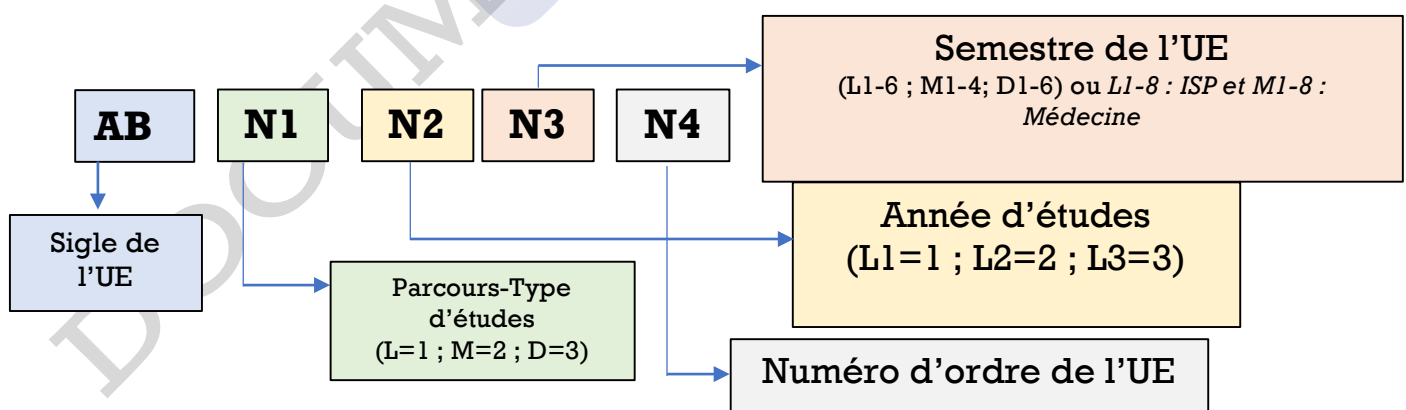 Semestre de l'UE
(L1-6 ; M1-4; D1-6) ou L1-8 : ISP et M1-8 :
Médecine
AB N1 N2 N3 N4
Année d'études
(L1=1 ; L2=2 ; L3=3)
Sigle de
l'UE
Parcours-Type
d'études
(L=1 ; M=2 ; D=3)
Numéro d'ordre de l'UE
DOCUM